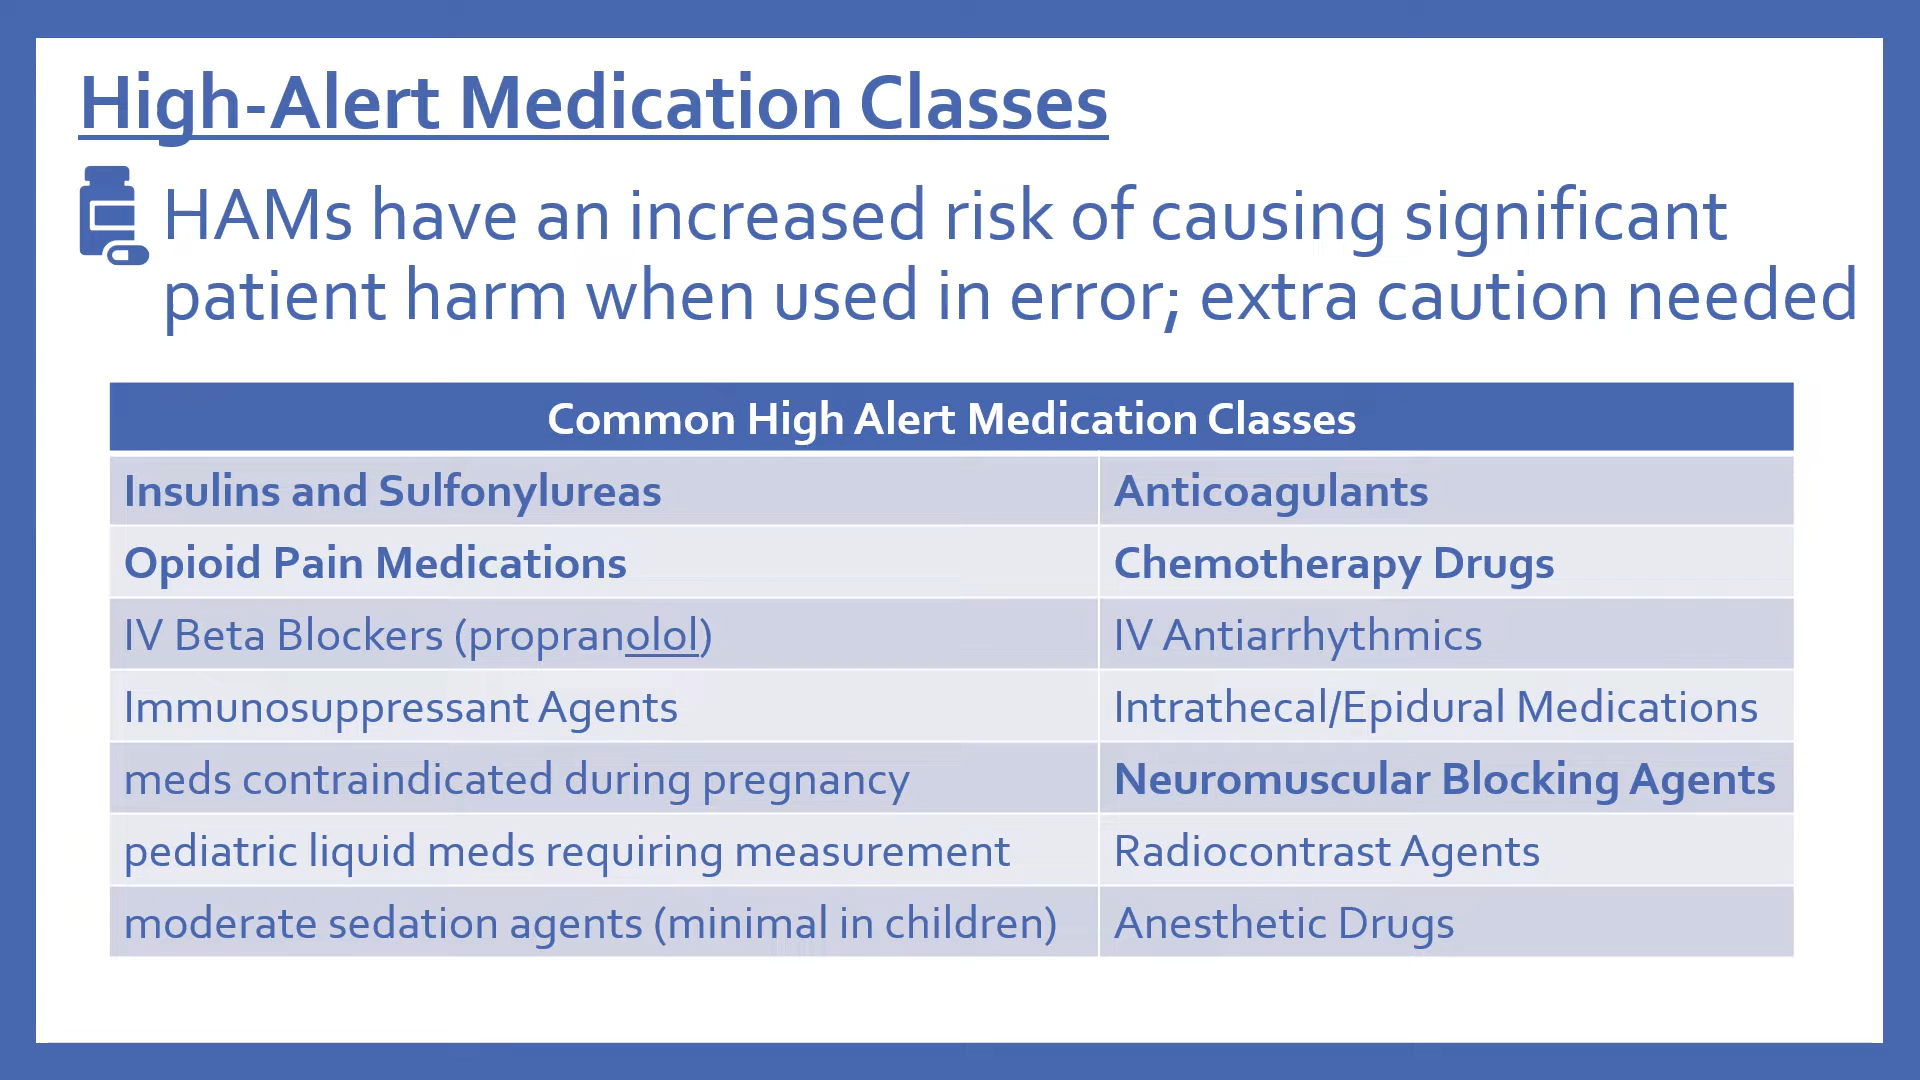 High-Alert Medication Classes
HAMs have an increased risk of causing significant
patient harm when used in error; extra caution needed
Common High Alert Medication Classes
Insulins and Sulfonylureas
Anticoagulants
Opioid Pain Medications
Chemotherapy Drugs
IV Beta Blockers (propranolol)
IV Antiarrhythmics
Immunosuppressant Agents
Intrathecal/Epidural Medications
meds contraindicated during pregnancy
Neuromuscular Blocking Agents
pediatric liquid meds requiring measurement
Radiocontrast Agents
moderate sedation agents (minimal in children)
Anesthetic Drugs